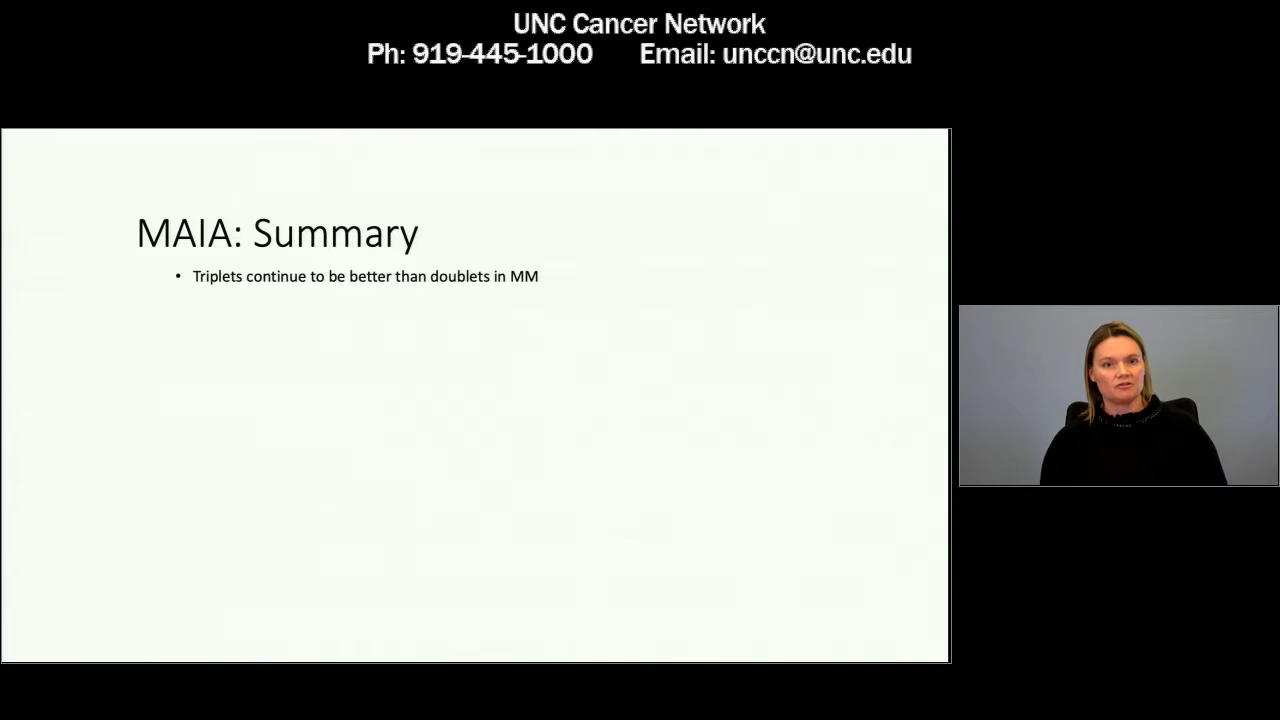 UNC Cancer Network
Ph: 919-445-1000 Email: unccn@unc.edu
MAIA: Summary
• Triplets continue to be better than doublets in MM